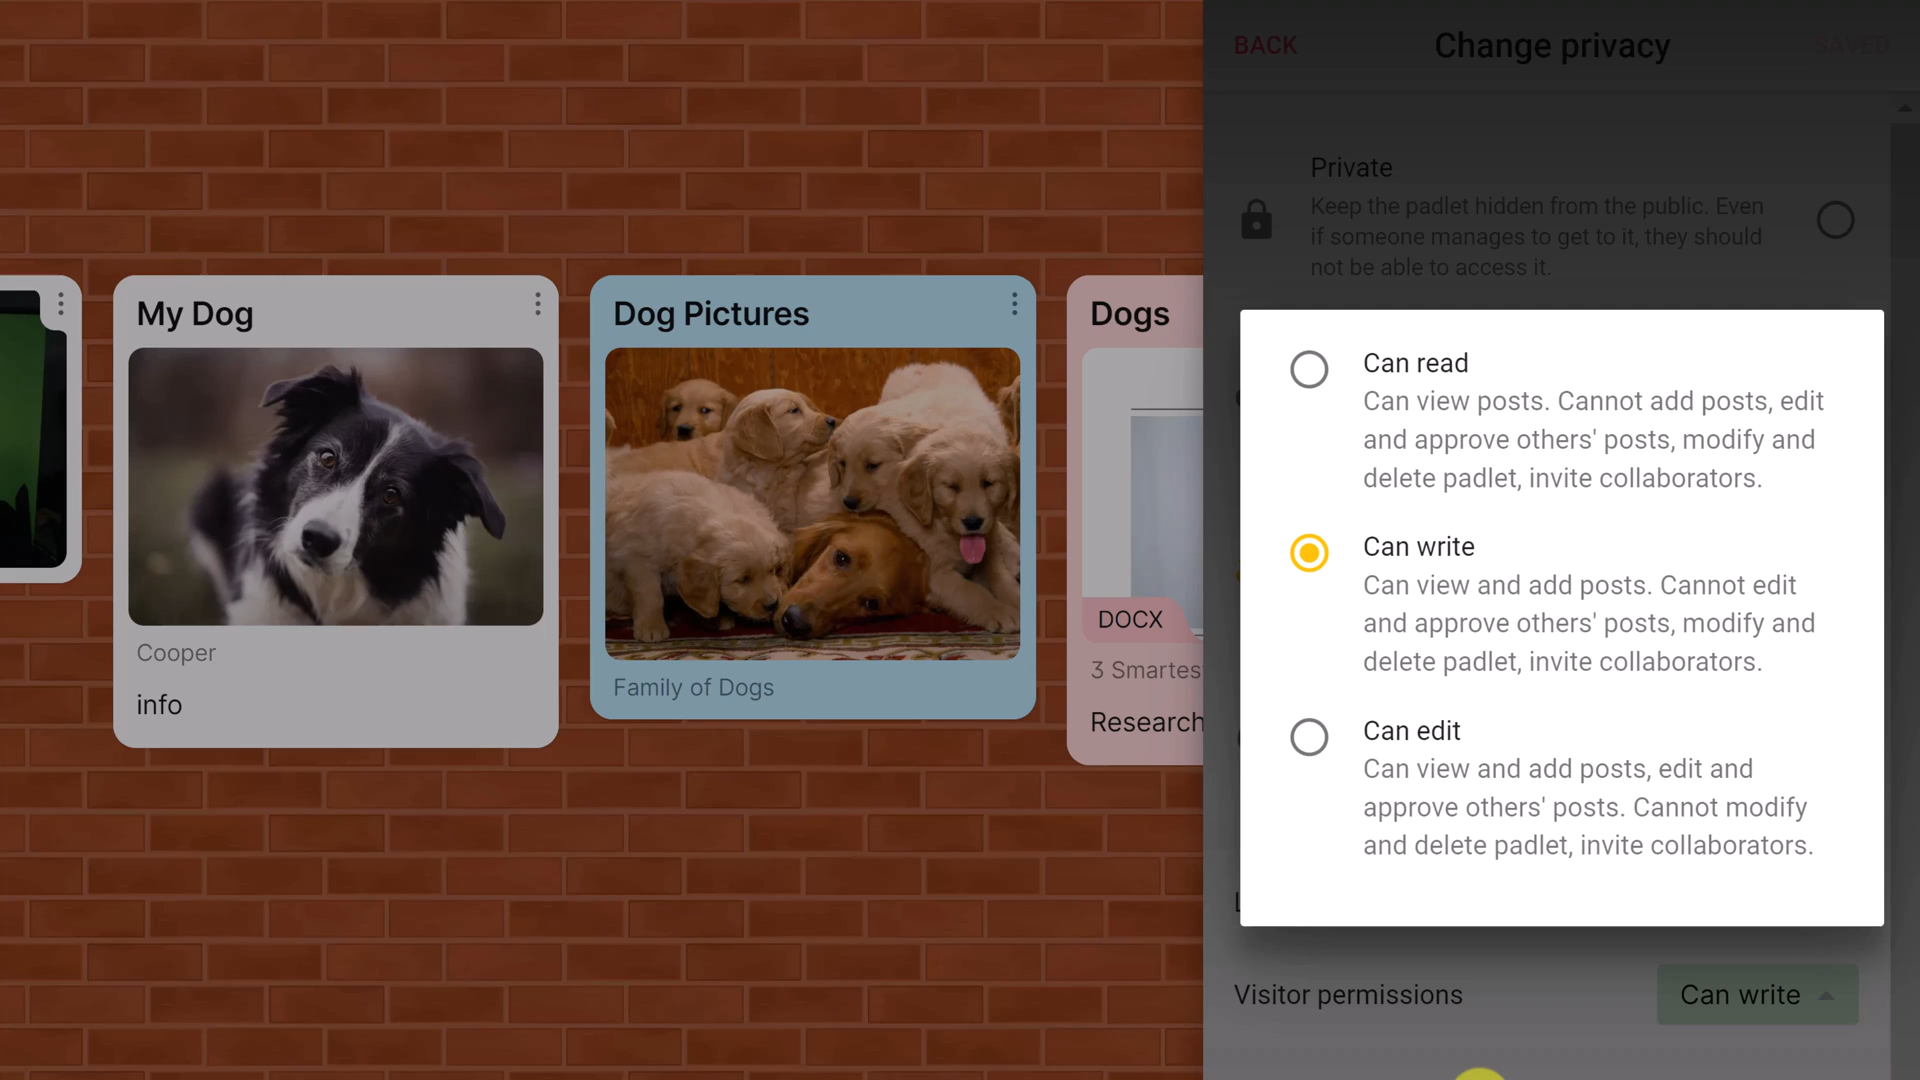 BACK
Change privacy
SAVED
Private
Keep the padlet hidden from the public. Even
if someone manages to get to it, they should
not be able to access it.
My Dog
Cooper
info
Dog Pictures
Family of Dogs
Dogs
DOCX
3 Smartes
Research
Can read
Can view posts. Cannot add posts, edit
and approve others' posts, modify and
delete padlet, invite collaborators.
Can write
Can view and add posts. Cannot edit
and approve others' posts, modify and
delete padlet, invite collaborators.
Can edit
Can view and add posts, edit and
approve others' posts. Cannot modify
and delete padlet, invite collaborators.
Visitor permissions
Can write